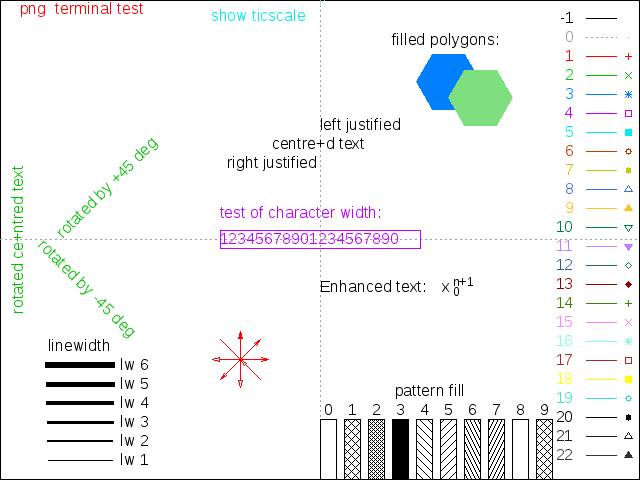 png  terminal test
show ticscale
filled polygons:
left justified
centre+d text
right justified
rotated by +45 deg
rotated ce+ntred text
rotated by -45 deg
test of character width:
12345678901234567890
Enhanced text:    x n+1 0
linewidth
lw 6
lw 5
lw 4
lw 3
lw 2
lw 1
pattern fill
0 1 2 3 4 5 6 7 8 9
-1
0
1
2
3
4
5
6
7
8
9
10
11
12
13
14
15
16
17
18
19
20
21
22